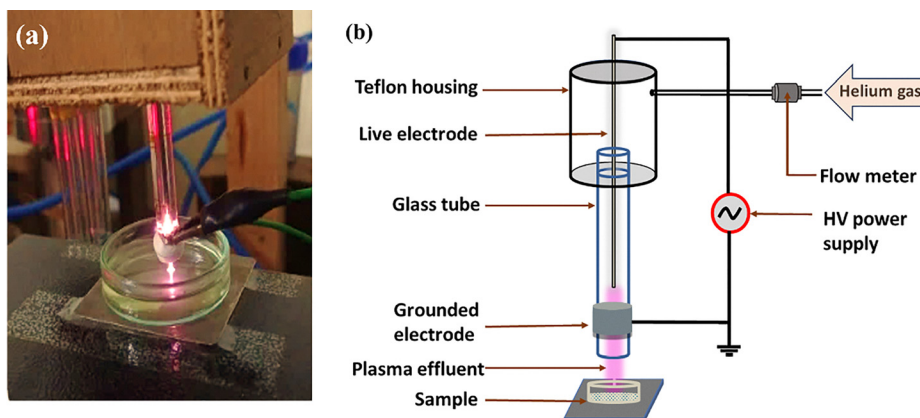 (a)
(b)
Teflon housing
Live electrode
Glass tube
Grounded
electrode
Plasma effluent
Sample
Helium gas
Flow meter
HV power
supply